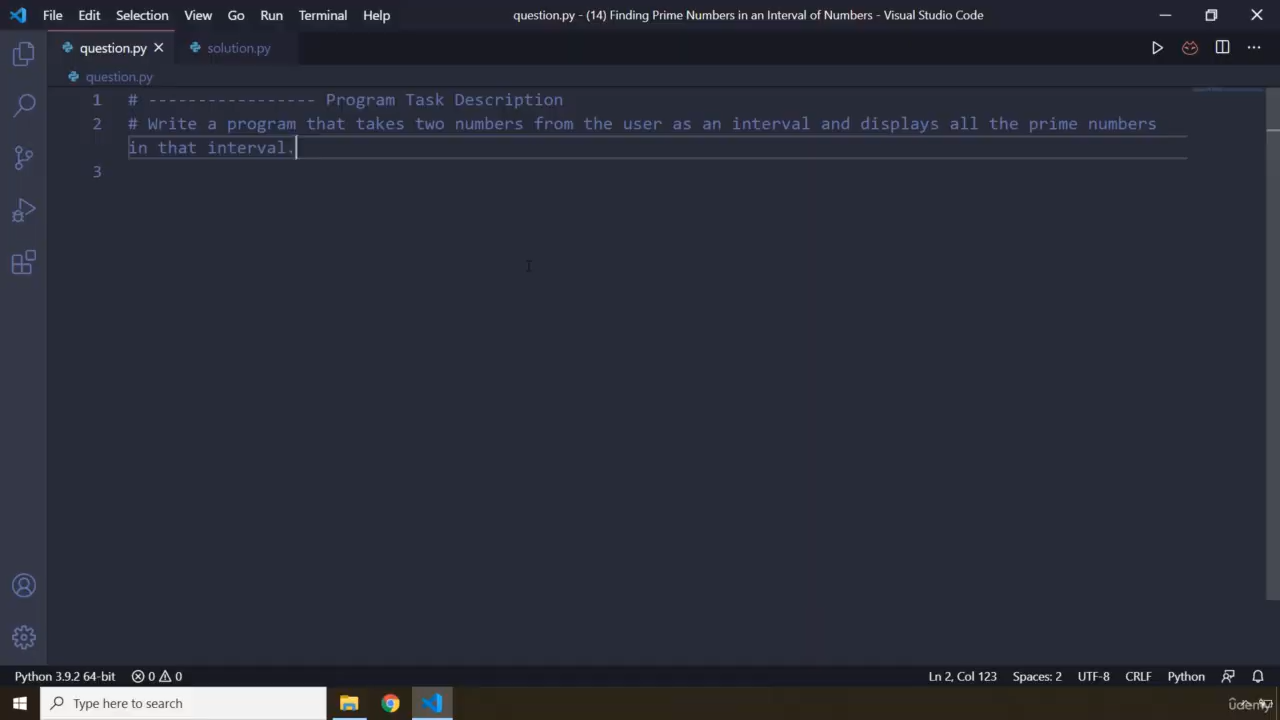 File Edit Selection View Go Run Terminal Help question.py - (14) Finding Prime Numbers in an Interval of Numbers - Visual Studio Code
question.py solution.py
question.py
1 # ----------------- Program Task Description
2 # Write a program that takes two numbers from the user as an interval and displays all the prime numbers
in that interval.
3
Python 3.9.2 64-bit 0 0 Ln 2, Col 123 Spaces: 2 UTF-8 CRLF Python
Type here to search udemy